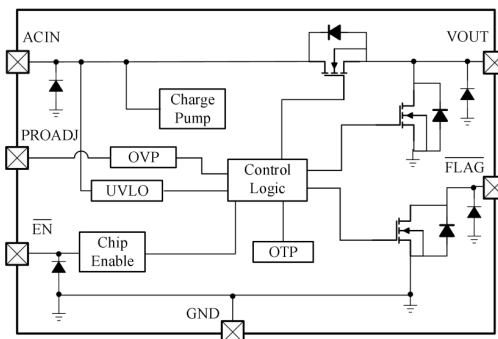 ACIN
VOUT
Charge
Pump
PROADJ
OVP
Control
Logic
FLAG
UVLO
EN
Chip
Enable
OTP
GND